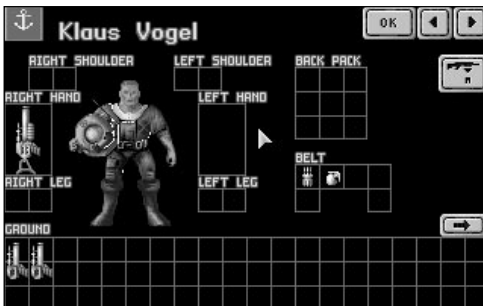 Klaus Vogel
OK
RIGHT SHOULDER
LEFT SHOULDER
BACK PACK
RIGHT HAND
LEFT HAND
BELT
RIGHT LEG
LEFT LEG
GROUND